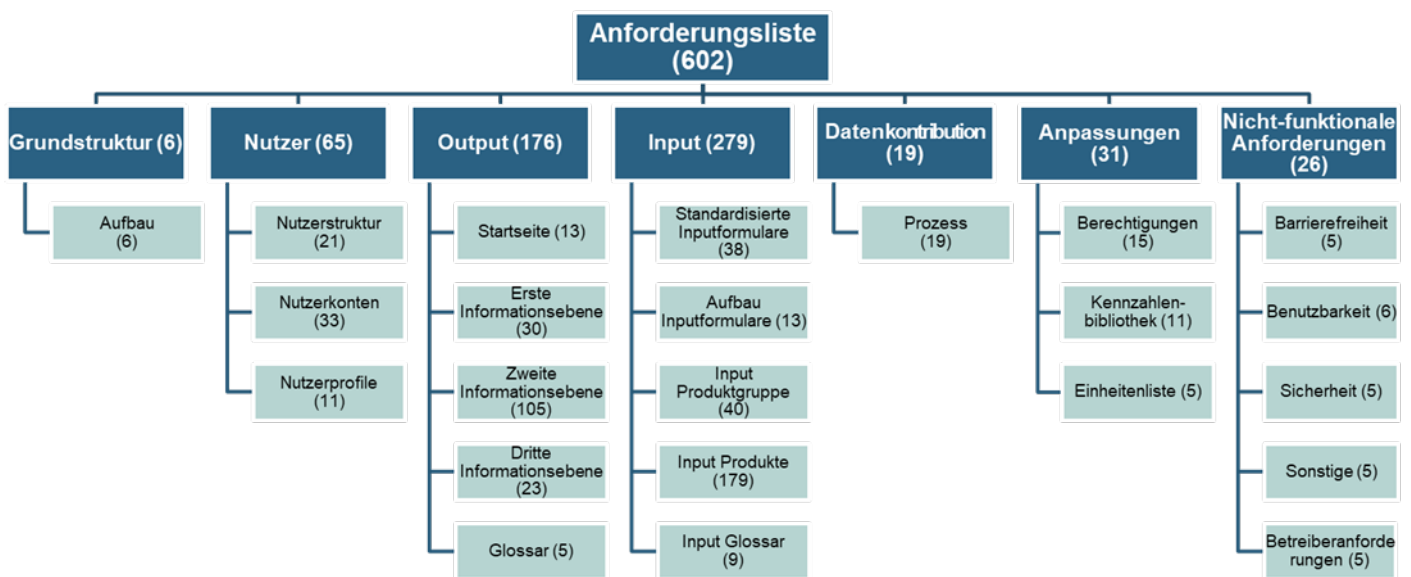 Anforderungsliste
(602)
Grundstruktur (6)
Aufbau
(6)
Nutzer (65)
Nutzerstruktur
(21)
Nutzerkonten
(33)
Nutzerprofile
(11)
Output (176)
Startseite (13)
Erste
Informationsebene
(30)
Zweite
Informationsebene
(105)
Dritte
Informationsebene
(23)
Glossar (5)
Input (279)
Standardisierte
Inputformulare
(38)
Aufbau
Inputformulare (13)
Input
Produktgruppe
(40)
Input Produkte
(179)
Input Glossar
(9)
Datenkontribution
(19)
Prozess
(19)
Anpassungen
(31)
Berechtigungen
(15)
Kennzahlen-
bibliothek (11)
Einheitenliste (5)
Nicht-funktionale
Anforderungen
(26)
Barrierefreiheit
(5)
Benutzbarkeit (6)
Sicherheit (5)
Sonstige (5)
Betreiberanforde
rungen (5)